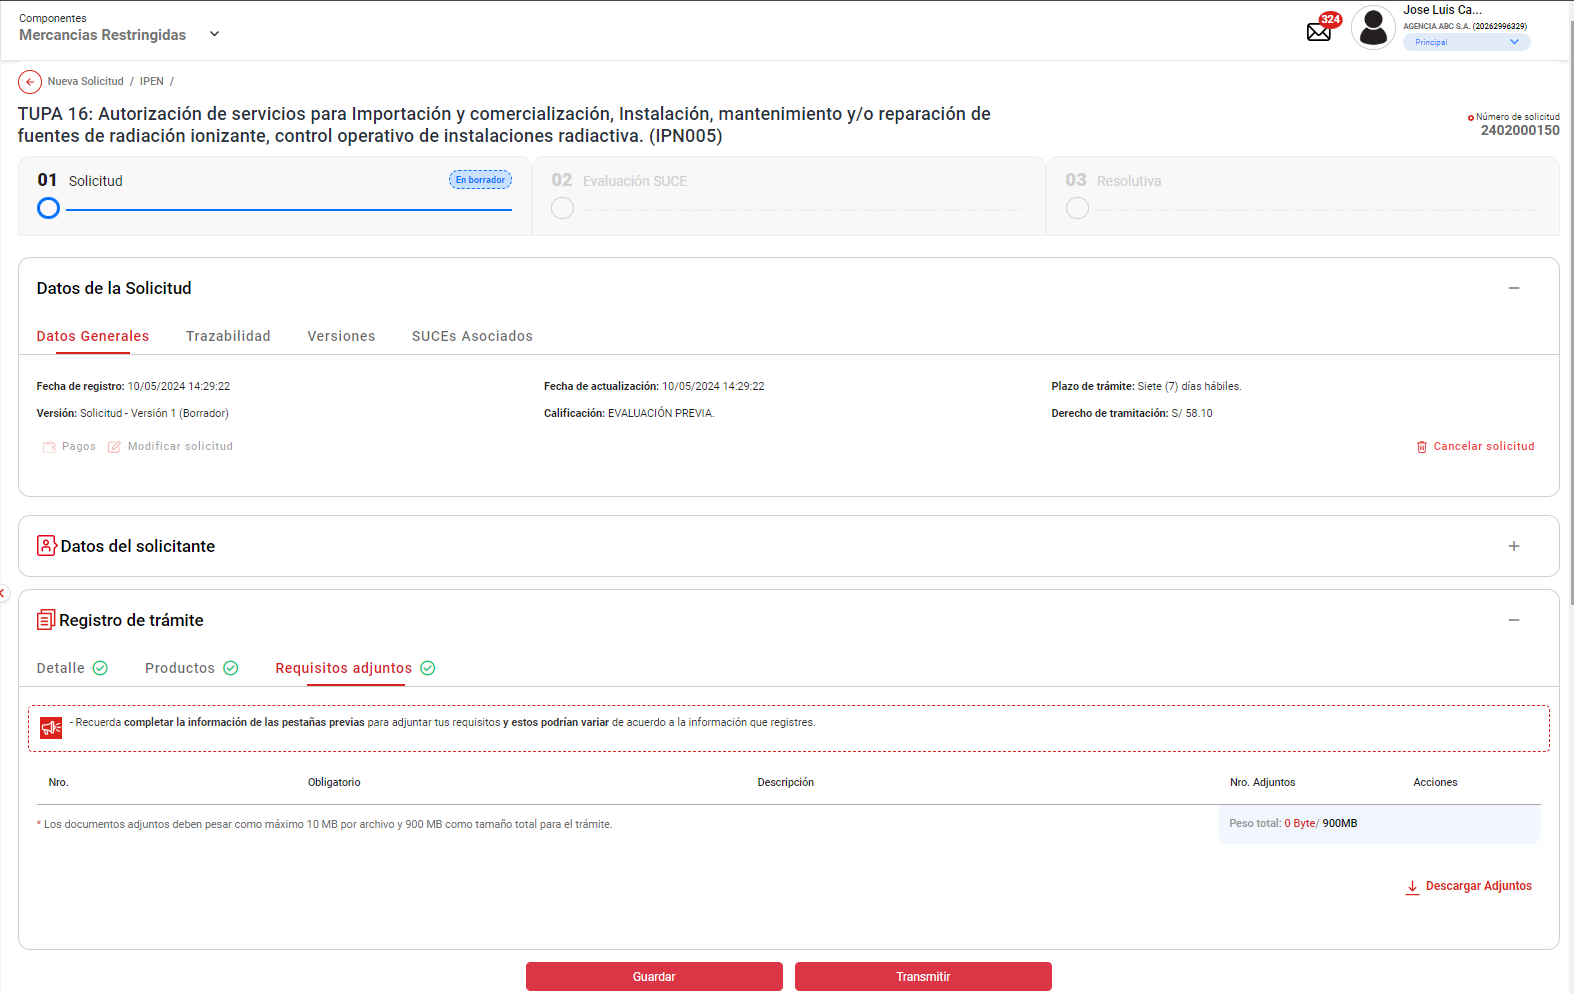 Componentes
Mercancias Restringidas
324
Jose Luis Ca...
AGENCIA ABC S.A. (20262996329)
Principal
Nueva Solicitud / IPEN /
TUPA 16: Autorización de servicios para Importación y comercialización, Instalación, mantenimiento y/o reparación de
fuentes de radiación ionizante, control operativo de instalaciones radiactiva. (IPN005)
Número de solicitud
2402000150
01 Solicitud En borrador
02 Evaluación SUCE
03 Resolutiva
Datos de la Solicitud
Datos Generales Trazabilidad Versiones SUCEs Asociados
Fecha de registro: 10/05/2024 14:29:22 Fecha de actualización: 10/05/2024 14:29:22 Plazo de trámite: Siete (7) días hábiles.
Versión: Solicitud - Versión 1 (Borrador) Calificación: EVALUACIÓN PREVIA. Derecho de tramitación: S/ 58.10
Pagos Modificar solicitud Cancelar solicitud
Datos del solicitante
Registro de trámite
Detalle Productos Requisitos adjuntos
- Recuerda completar la información de las pestañas previas para adjuntar tus requisitos y estos podrían variar de acuerdo a la información que registres.
Nro. Obligatorio Descripción Nro. Adjuntos Acciones
* Los documentos adjuntos deben pesar como máximo 10 MB por archivo y 900 MB como tamaño total para el trámite. Peso total: 0 Byte/ 900MB
Descargar Adjuntos
Guardar Transmitir